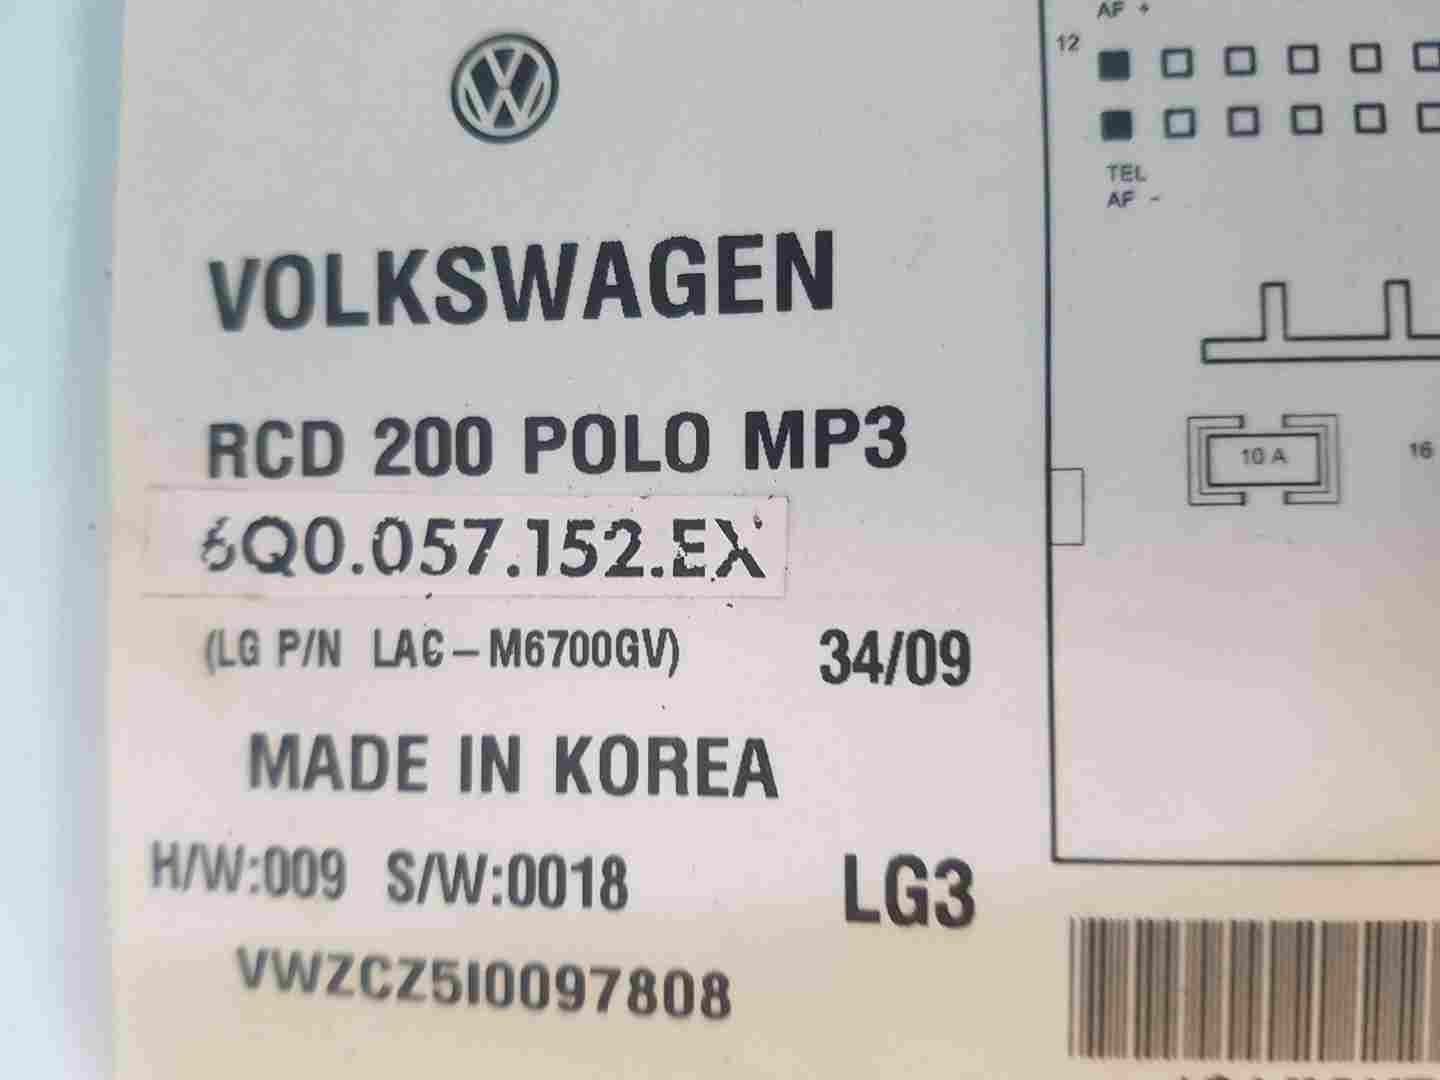 VOLKSWAGEN
RCD 200 POLO MP3
6Q0.057.152.EX
(LG P/N LAC-M6700GV) 34/09
MADE IN KOREA
H/W:009 S/W:0018 LG3
VWZCZ5I0097808
AF +
12
TEL
AF -
10 A
16